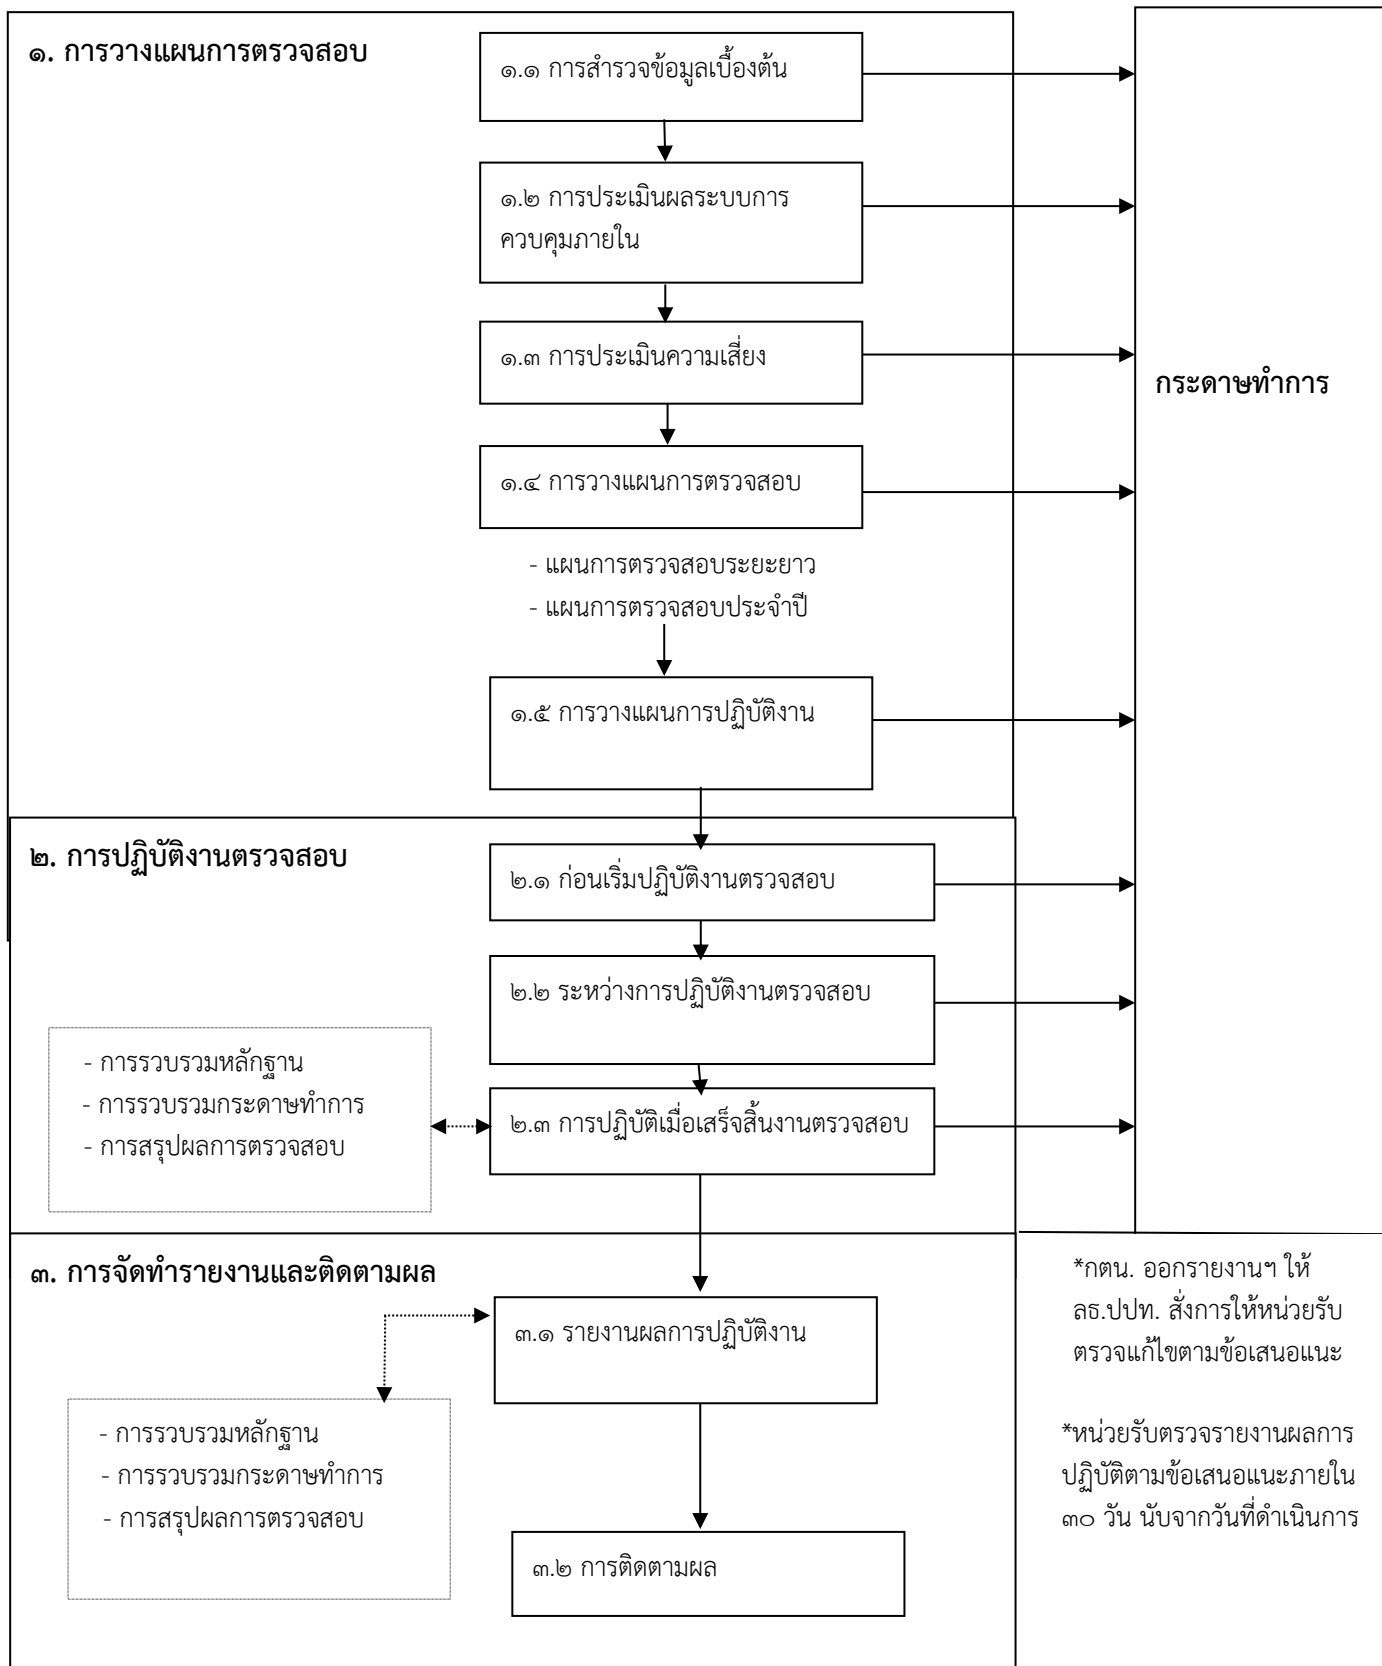 ๑. การวางแผนการตรวจสอบ
๑.๑ การสำรวจข้อมูลเบื้องต้น
๑.๒ การประเมินผลระบบการ
ควบคุมภายใน
๑.๓ การประเมินความเสี่ยง
กระดาษทำการ
๑.๔ การวางแผนการตรวจสอบ
- แผนการตรวจสอบระยะยาว
- แผนการตรวจสอบประจำปี
๑.๕ การวางแผนการปฏิบัติงาน
๒. การปฏิบัติงานตรวจสอบ
๒.๑ ก่อนเริ่มปฏิบัติงานตรวจสอบ
๒.๒ ระหว่างการปฏิบัติงานตรวจสอบ
- การรวบรวมหลักฐาน
- การรวบรวมกระดาษทำการ
- การสรุปผลการตรวจสอบ
๒.๓ การปฏิบัติเมื่อเสร็จสิ้นงานตรวจสอบ
๓. การจัดทำรายงานและติดตามผล
๓.๑ รายงานผลการปฏิบัติงาน
- การรวบรวมหลักฐาน
- การรวบรวมกระดาษทำการ
- การสรุปผลการตรวจสอบ
๓.๒ การติดตามผล
*กตน. ออกรายงานฯ ให้
ลธ.ปปท. สั่งการให้หน่วยรับ
ตรวจแก้ไขตามข้อเสนอแนะ
*หน่วยรับตรวจรายงานผลการ
ปฏิบัติตามข้อเสนอแนะภายใน
๓๐ วัน นับจากวันที่ดำเนินการ